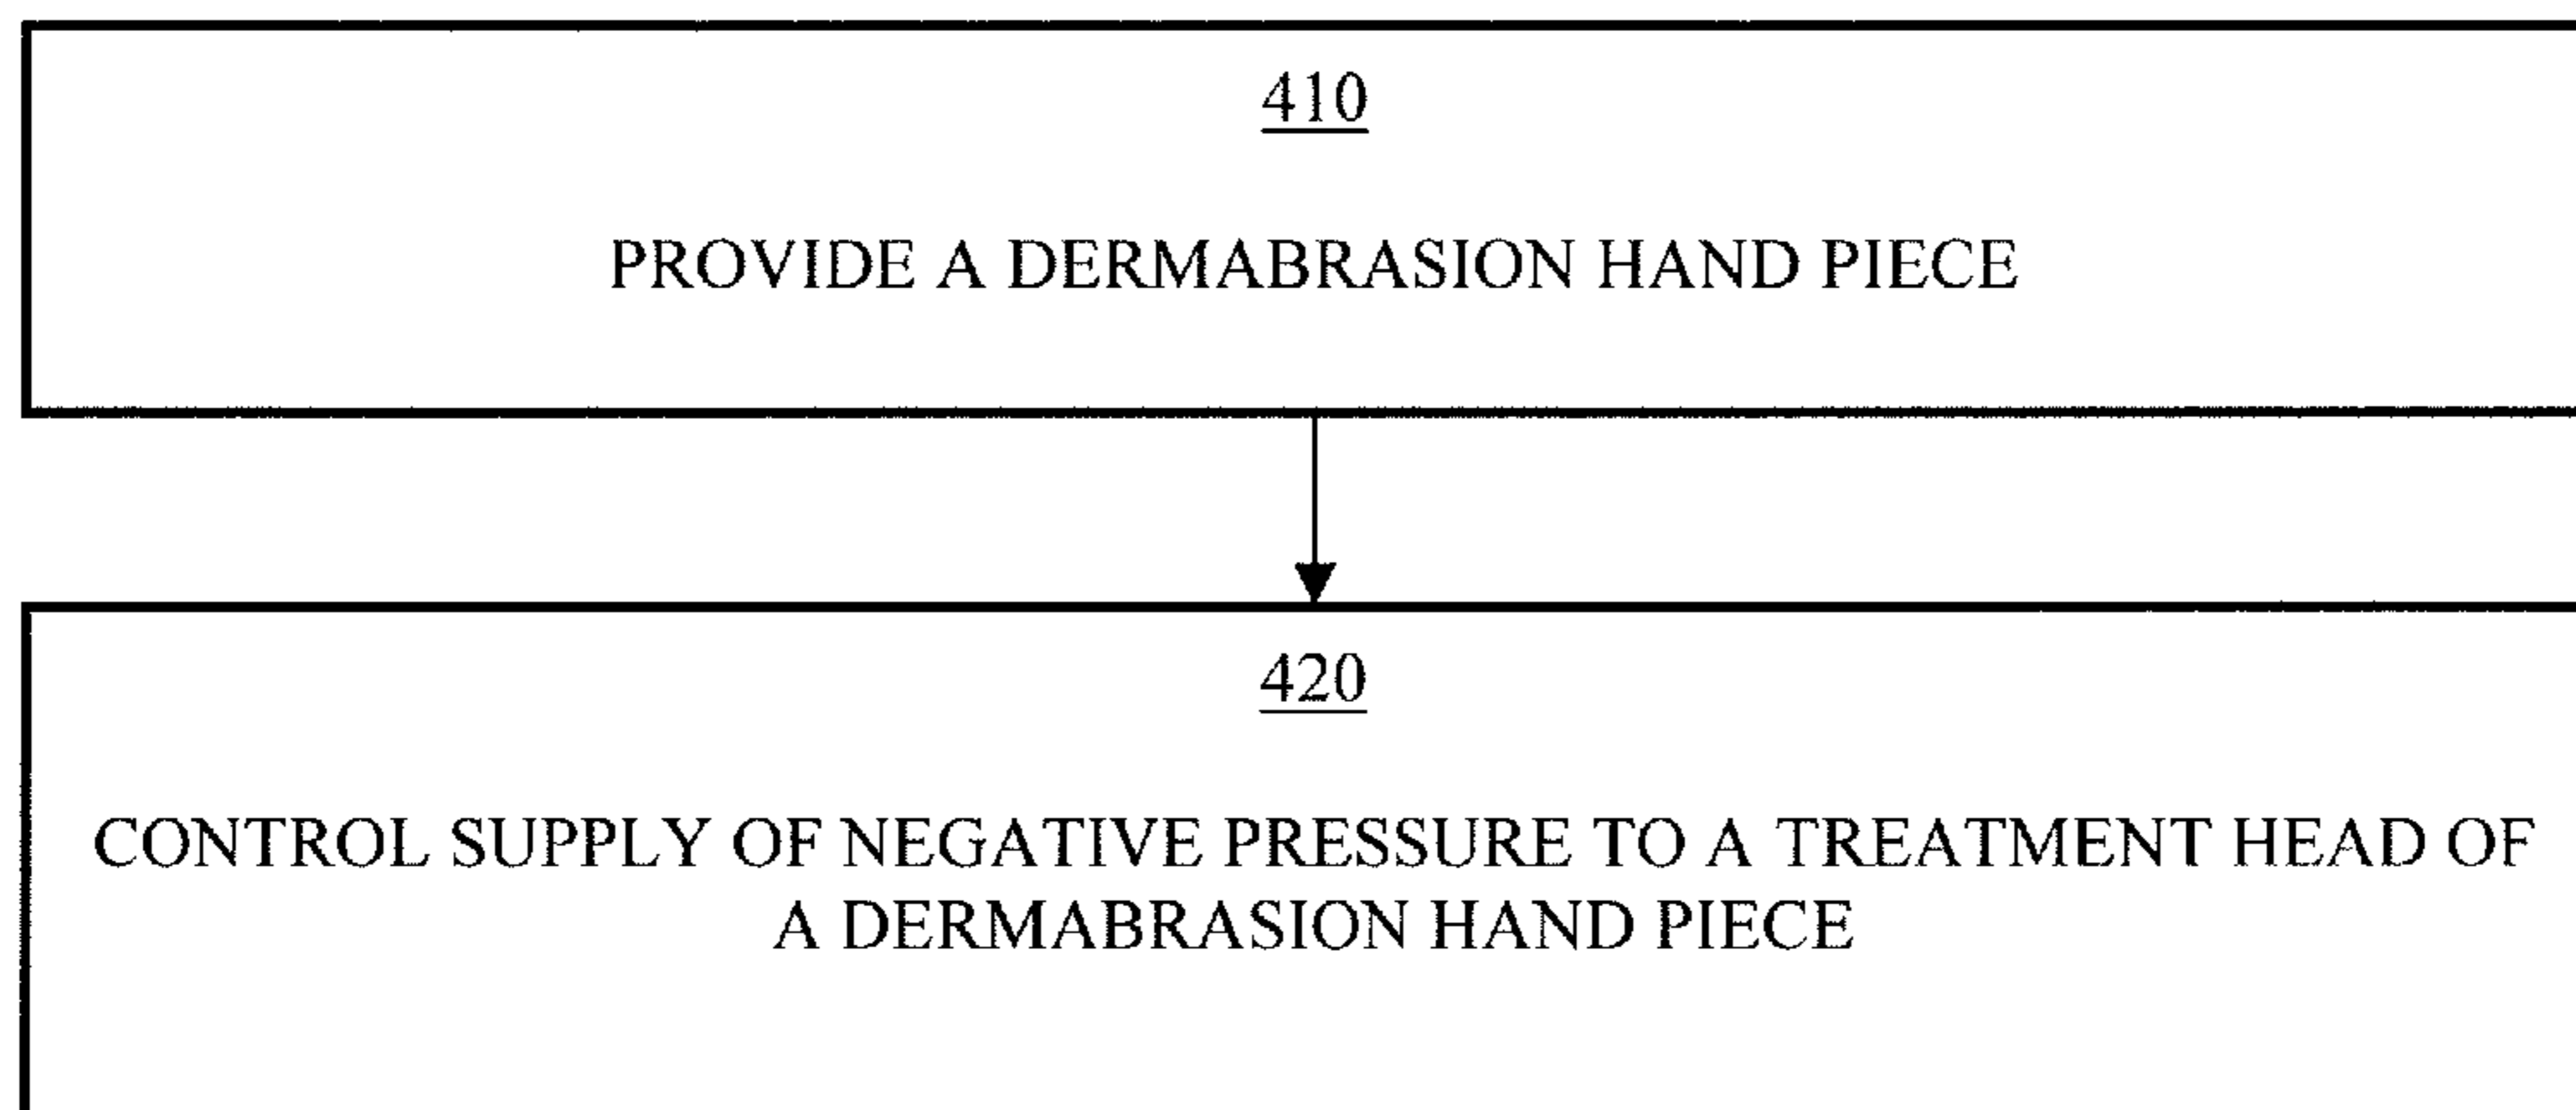 410
PROVIDE A DERMABRASION HAND PIECE
420
CONTROL SUPPLY OF NEGATIVE PRESSURE TO A TREATMENT HEAD OF
A DERMABRASION HAND PIECE